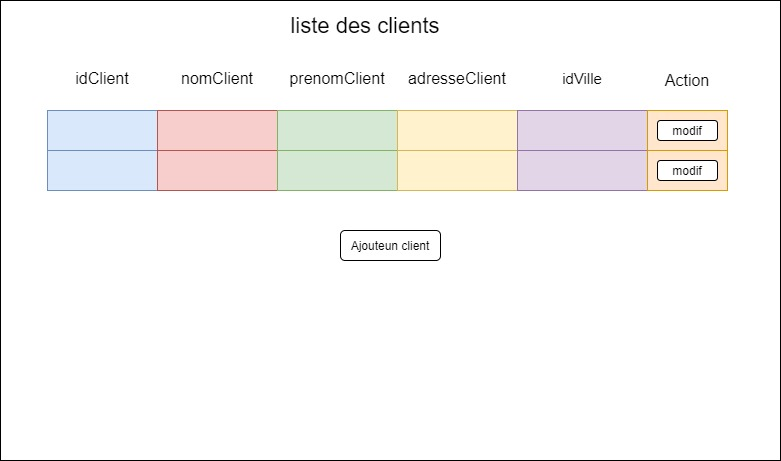 liste des clients
idClient nomClient prenomClient adresseClient idVille Action
modif
modif
Ajouteun client